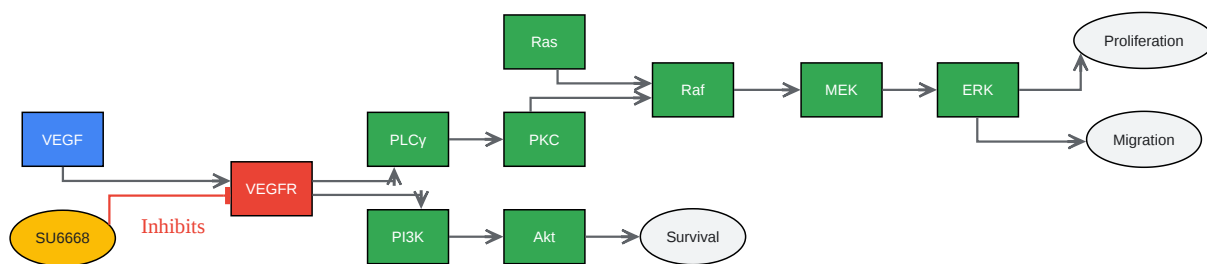 Ras
Proliferation
Raf
MEK
ERK
VEGF
PLCγ
PKC
Migration
VEGFR
SU6668
Inhibits
PI3K
Akt
Survival